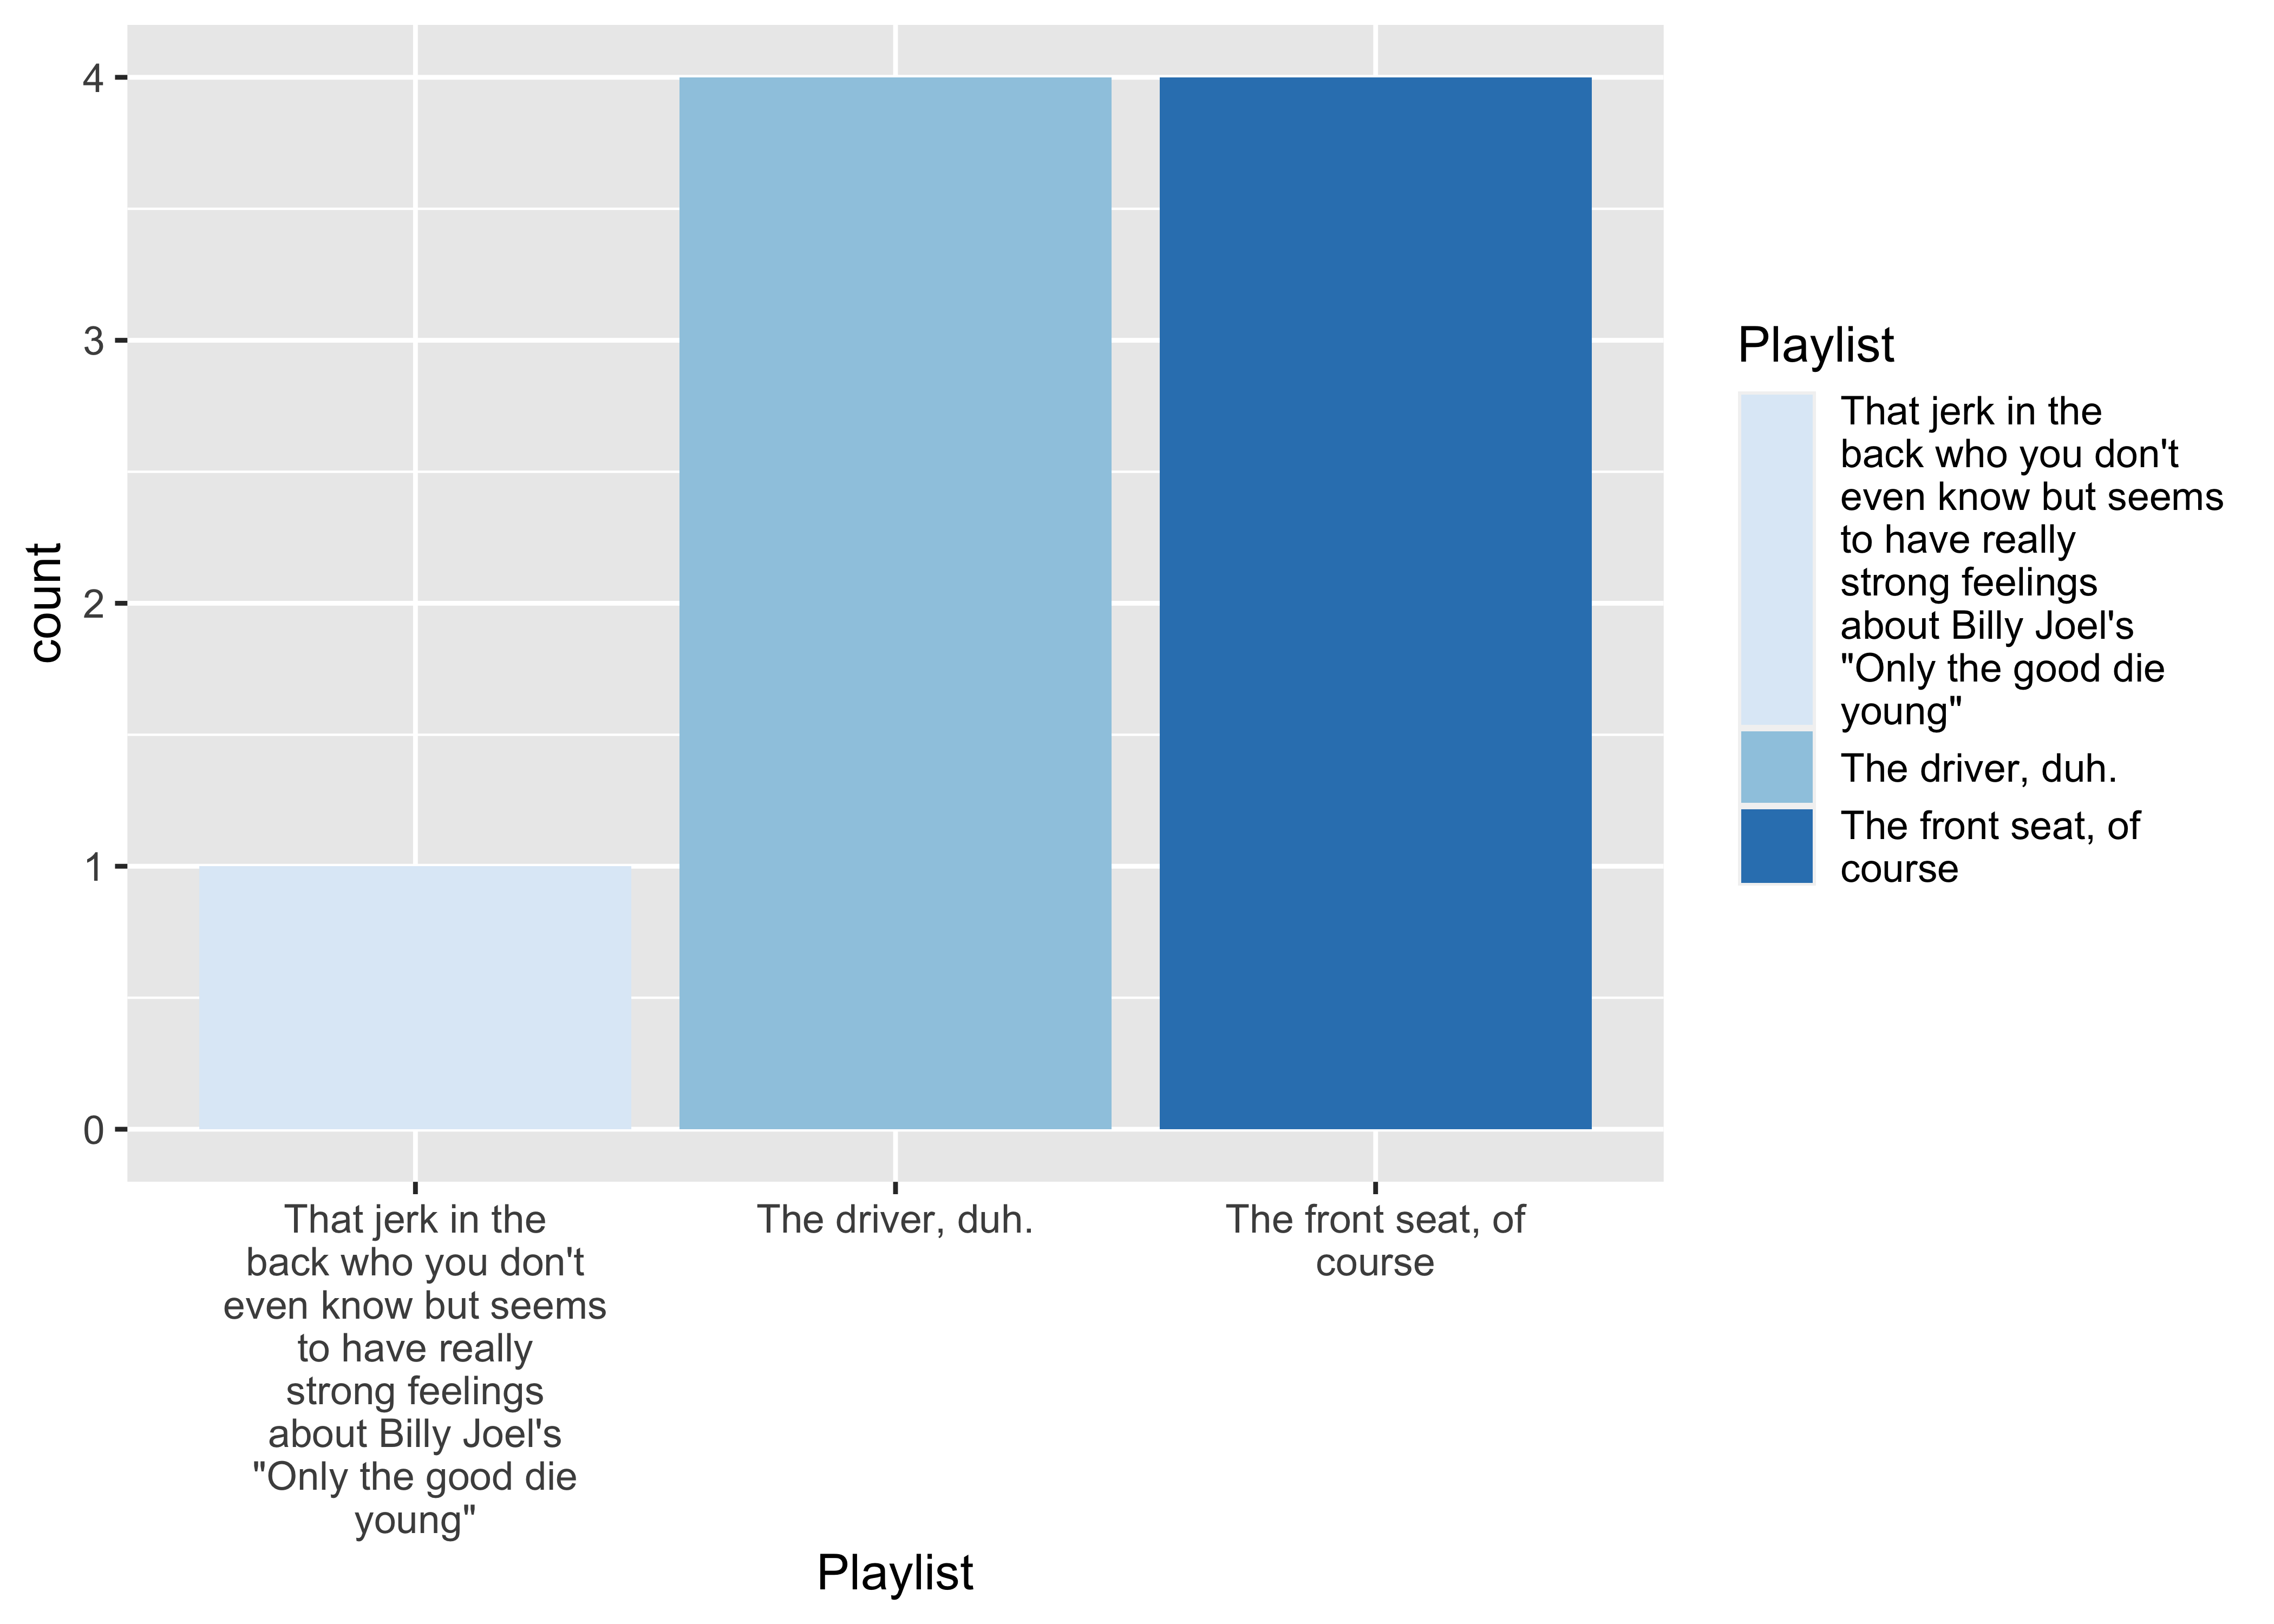 4
3
2
1
0
count
That jerk in the
back who you don't
even know but seems
to have really
strong feelings
about Billy Joel's
"Only the good die
young"
The driver, duh.
The front seat, of
course
Playlist
Playlist
That jerk in the
back who you don't
even know but seems
to have really
strong feelings
about Billy Joel's
"Only the good die
young"
The driver, duh.
The front seat, of
course